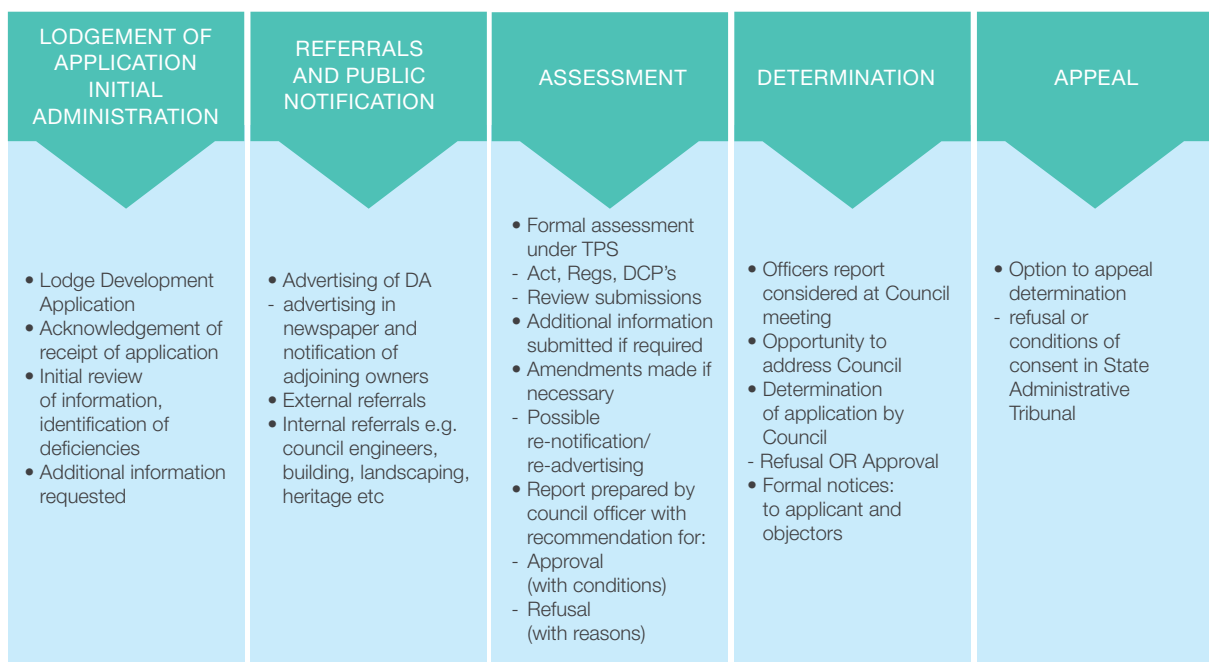 LODGEMENT OF
APPLICATION
INITIAL
ADMINISTRATION
• Lodge Development
Application
• Acknowledgement of
receipt of application
• Initial review
of information,
identification of
deficiencies
• Additional information
requested
REFERRALS
AND PUBLIC
NOTIFICATION
• Advertising of DA
- advertising in
newspaper and
notification of
adjoining owners
• External referrals
• Internal referrals e.g.
council engineers,
building, landscaping,
heritage etc
ASSESSMENT
• Formal assessment
under TPS
- Act, Regs, DCP's
- Review submissions
• Additional information
submitted if required
• Amendments made if
necessary
- Possible
re-notification/
re-advertising
• Report prepared by
council officer with
recommendation for:
- Approval
(with conditions)
- Refusal
(with reasons)
DETERMINATION
• Officers report
considered at Council
meeting
• Opportunity to
address Council
• Determination
of application by
Council
- Refusal OR Approval
• Formal notices:
to applicant and
objectors
APPEAL
• Option to appeal
determination
- refusal or
conditions of
consent in State
Administrative
Tribunal